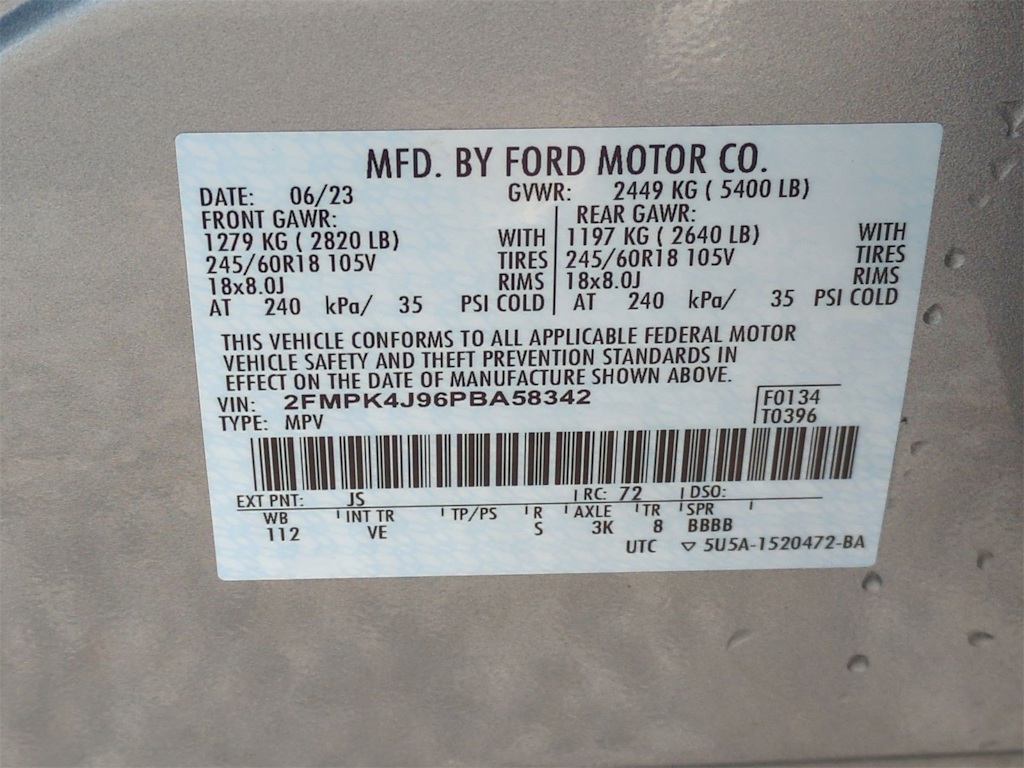 MFD. BY FORD MOTOR CO.
DATE: 06/23 GVWR: 2449 KG ( 5400 LB)
FRONT GAWR: REAR GAWR:
1279 KG ( 2820 LB) WITH 1197 KG ( 2640 LB) WITH
245/60R18 105V TIRES 245/60R18 105V TIRES
18x8.0J RIMS 18x8.0J RIMS
AT 240 kPa/ 35 PSI COLD AT 240 kPa/ 35 PSI COLD
THIS VEHICLE CONFORMS TO ALL APPLICABLE FEDERAL MOTOR
VEHICLE SAFETY AND THEFT PREVENTION STANDARDS IN
EFFECT ON THE DATE OF MANUFACTURE SHOWN ABOVE.
VIN: 2FMPK4J96PBA58342 F0134
TYPE: MPV T0396
EXT PNT: JS RC: 72 DSO:
WB INT TR TP/PS R AXLE TR SPR
112 VE S 3K 8 BBBB
UTC ▽ 5U5A-1520472-BA